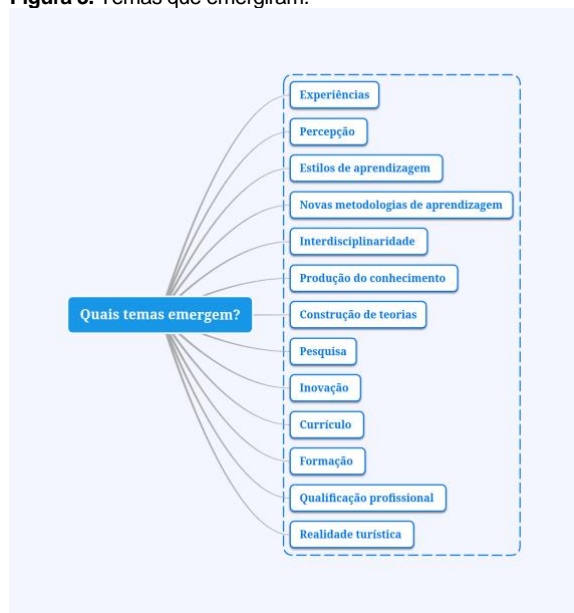 Figura 3. Temas que emergiram.
Experiências
Percepção
Estilos de aprendizagem
Novas metodologias de aprendizagem
Interdisciplinaridade
Produção do conhecimento
Quais temas emergem?
Construção de teorias
Pesquisa
Inovação
Currículo
Formação
Qualificação profissional
Realidade turística